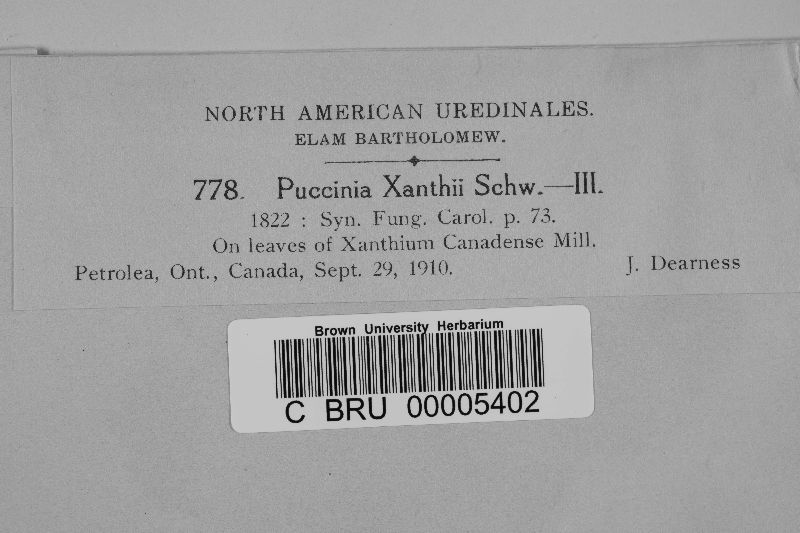 NORTH AMERICAN UREDINALES.
ELAM BARTHOLOMEW.
778. Puccinia Xanthii Schw.—III.
1822 : Syn. Fung. Carol. p. 73.
On leaves of Xanthium Canadense Mill.
Petrolea, Ont., Canada, Sept. 29, 1910. J. Dearness
Brown University Herbarium
C BRU 00005402